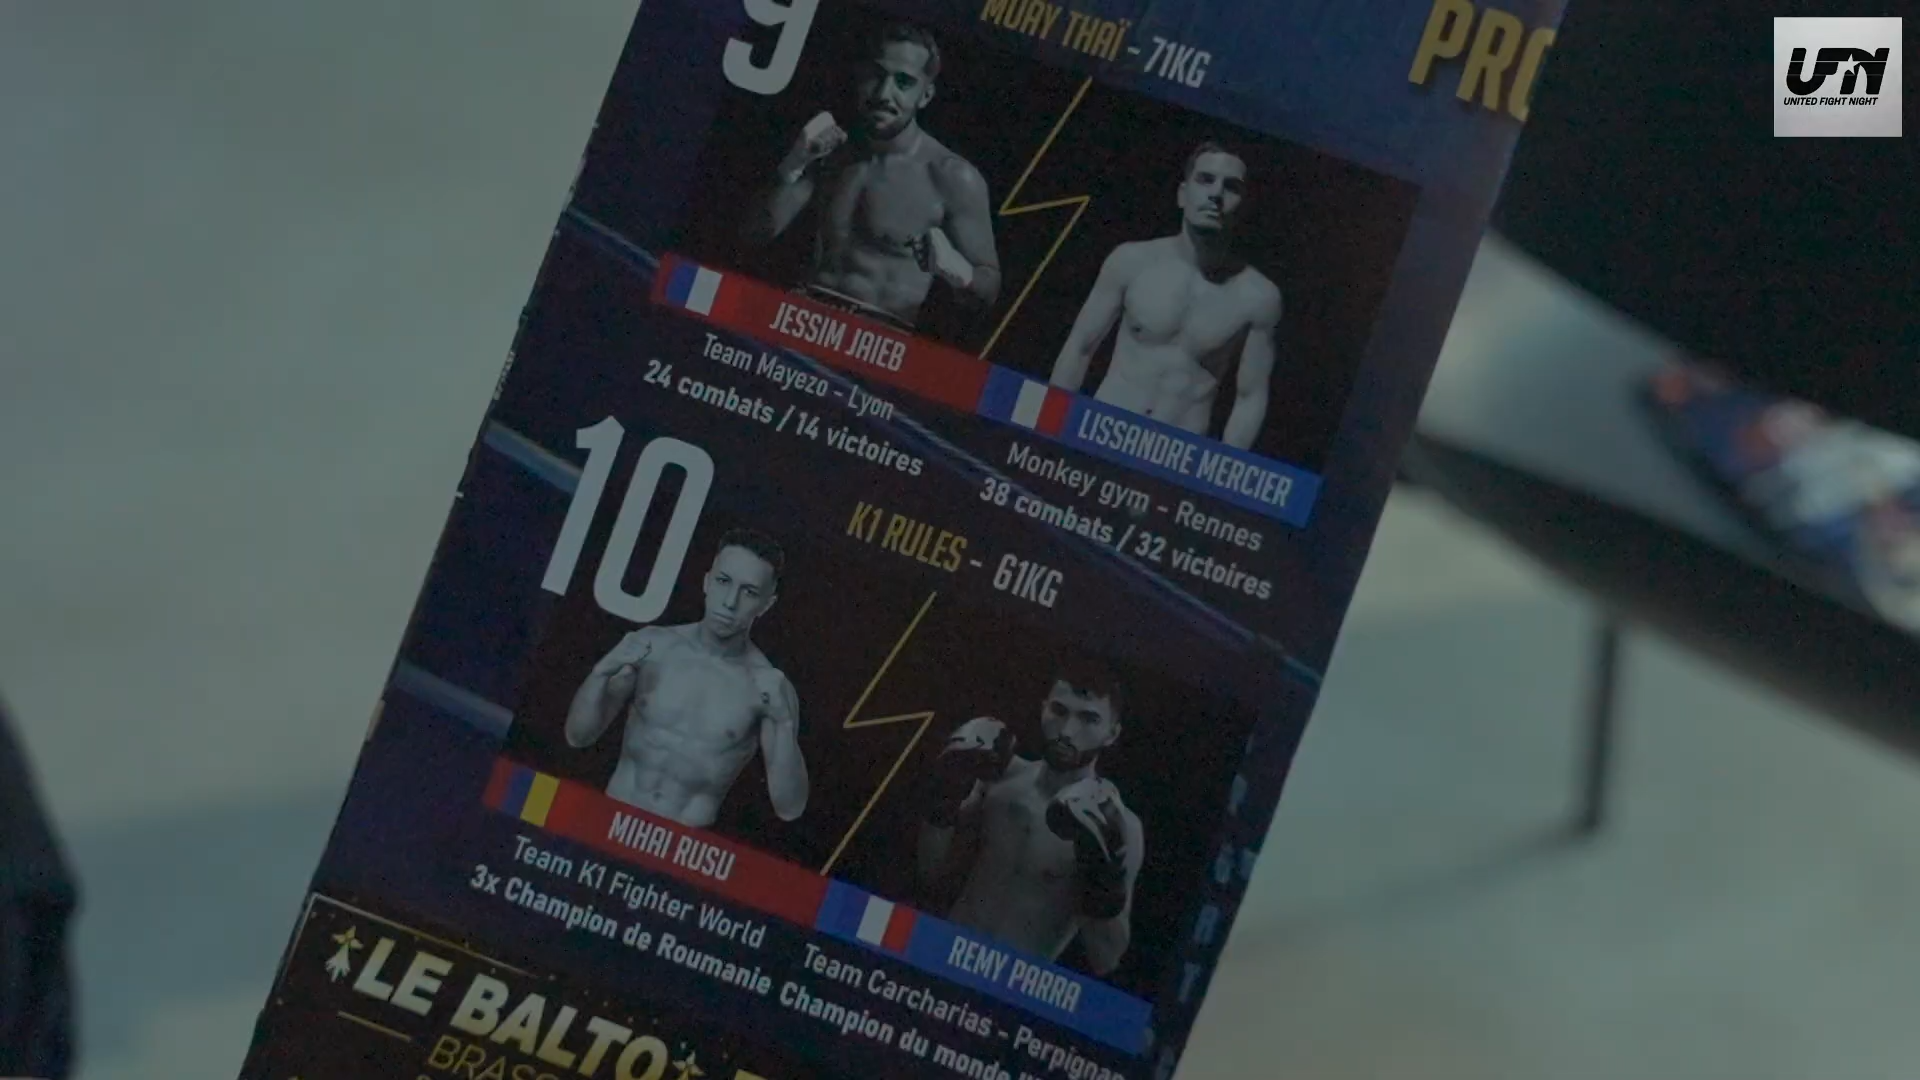 9
MUAY THAÏ - 71KG
PRO
UFN
UNITED FIGHT NIGHT
JESSIM JAIEB
Team Mayezo - Lyon
24 combats / 14 victoires
LISSANDRE MERCIER
Monkey gym - Rennes
38 combats / 32 victoires
10
K1 RULES - 61KG
MIHAI RUSU
Team K1 Fighter World
3x Champion de Roumanie
REMY PARRA
Team Carcharias - Perpignan
Champion du monde
LE BALTO
BRASS